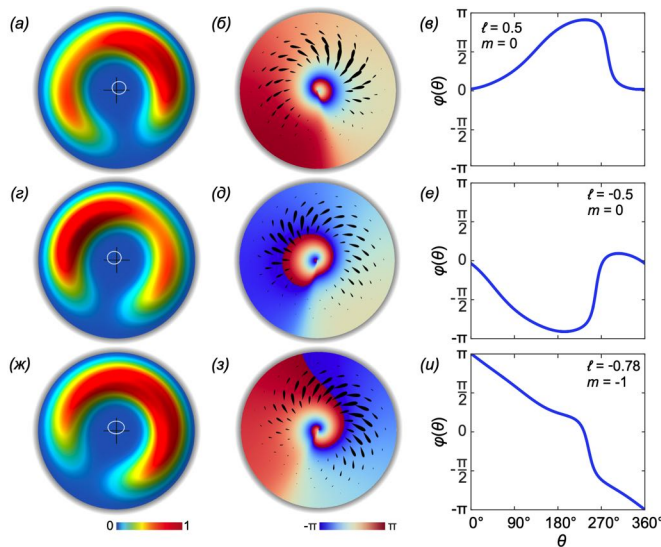 (а)
(б)
(в)
π
π/2
0
-π/2
-π
φ(θ)
ℓ = 0.5
m = 0
(г)
(д)
(е)
π
π/2
0
-π/2
-π
φ(θ)
ℓ = -0.5
m = 0
(ж)
(з)
(и)
π
π/2
0
-π/2
-π
φ(θ)
ℓ = -0.78
m = -1
0° 90° 180° 270° 360°
θ
0 1
-π π